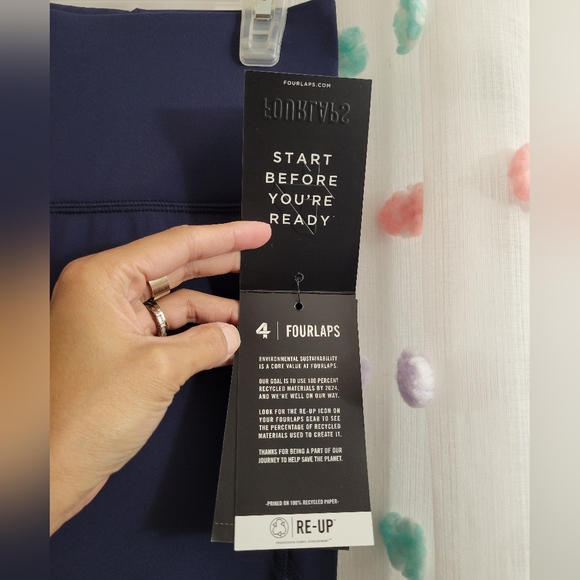 FOURLAPS.COM
FOURLAPS
START
BEFORE
YOU'RE
READY
4 | FOURLAPS
ENVIRONMENTAL SUSTAINABILITY
IS A CORE VALUE AT FOURLAPS.
OUR GOAL IS TO USE 100 PERCENT
RECYCLED MATERIALS BY 2024,
AND WE'RE WELL ON OUR WAY.
LOOK FOR THE RE-UP ICON ON
YOUR FOURLAPS GEAR TO SEE
THE PERCENTAGE OF RECYCLED
MATERIALS USED TO CREATE IT.
THANKS FOR BEING A PART OF OUR
JOURNEY TO HELP SAVE THE PLANET.
-PRINTED ON 100% RECYCLED PAPER-
RE-UP™